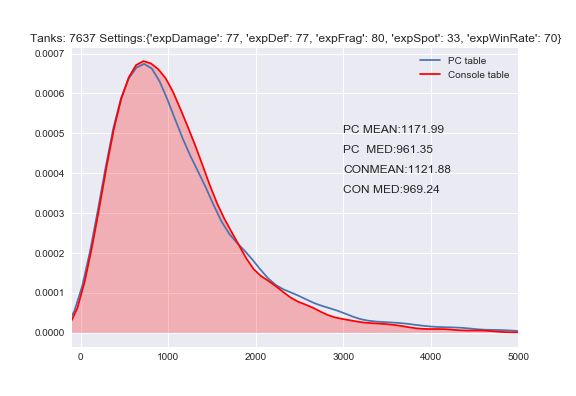 Tanks: 7637 Settings:{'expDamage': 77, 'expDef': 77, 'expFrag': 80, 'expSpot': 33, 'expWinRate': 70}
0.0007
PC table
Console table
0.0006
0.0005
PC MEAN:1171.99
PC  MED:961.35
0.0004
CONMEAN:1121.88
CON MED:969.24
0.0003
0.0002
0.0001
0.0000
0 1000 2000 3000 4000 5000